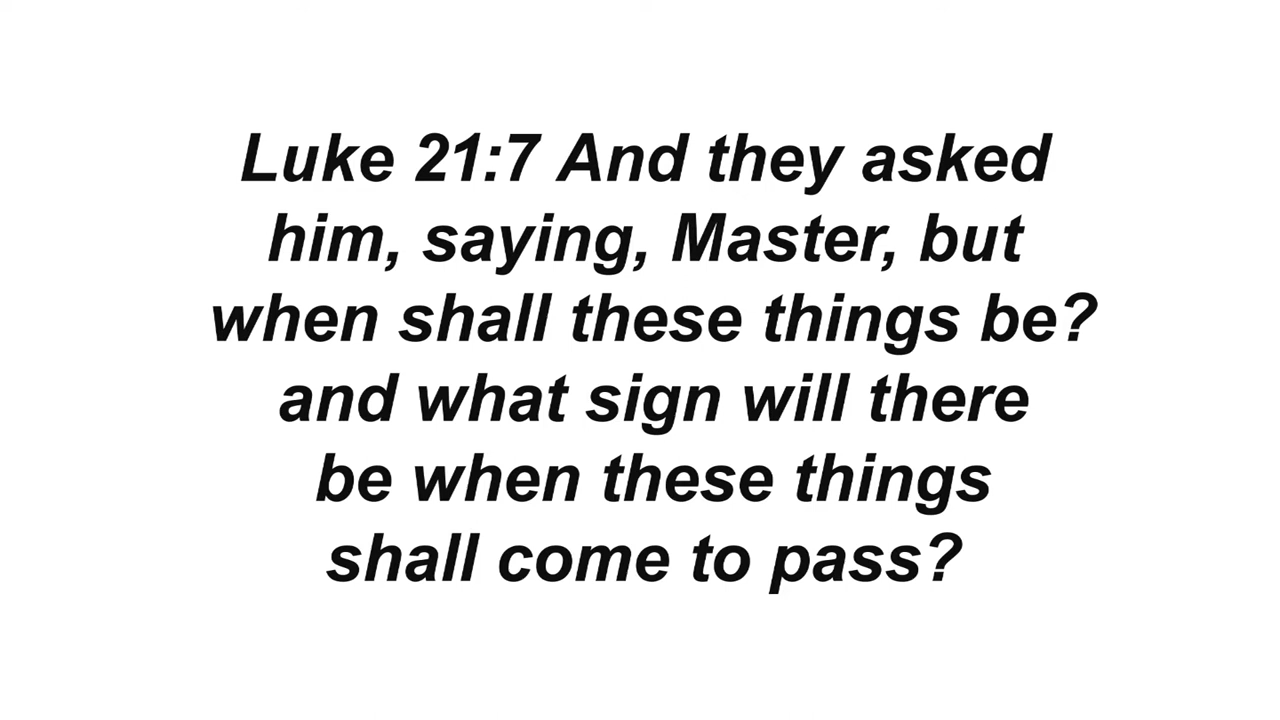 Luke 21:7 And they asked
him, saying, Master, but
when shall these things be?
and what sign will there
be when these things
shall come to pass?